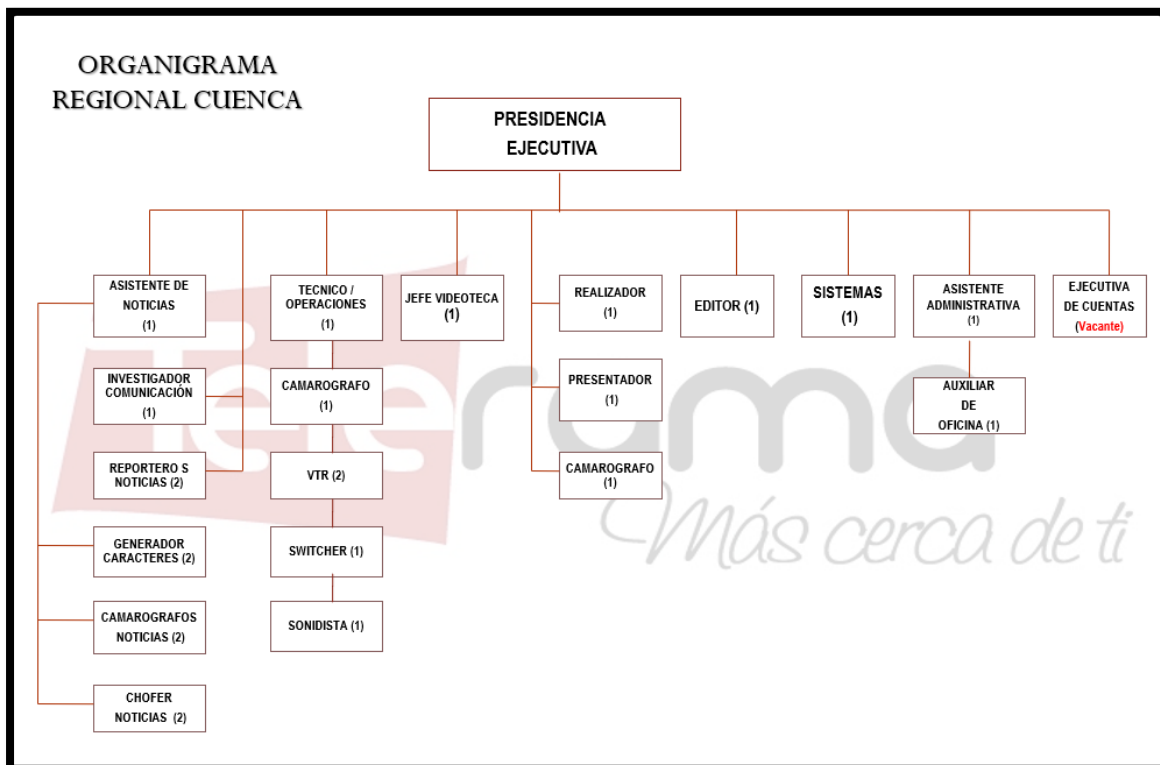 ORGANIGRAMA
REGIONAL CUENCA
PRESIDENCIA
EJECUTIVA
ASISTENTE DE
NOTICIAS
(1)
TECNICO /
OPERACIONES
(1)
JEFE VIDEOTECA
(1)
REALIZADOR
(1)
EDITOR (1)
SISTEMAS
(1)
ASISTENTE
ADMINISTRATIVA
(1)
EJECUTIVA
DE CUENTAS
(Vacante)
INVESTIGADOR
COMUNICACIÓN
(1)
CAMAROGRAFO
(1)
PRESENTADOR
(1)
AUXILIAR
DE
OFICINA (1)
REPORTERO S
NOTICIAS (2)
VTR (2)
CAMAROGRAFO
(1)
GENERADOR
CARACTERES (2)
SWITCHER (1)
CAMAROGRAFOS
NOTICIAS (2)
SONIDISTA (1)
CHOFER
NOTICIAS (2)
Telerama
Más cerca de ti